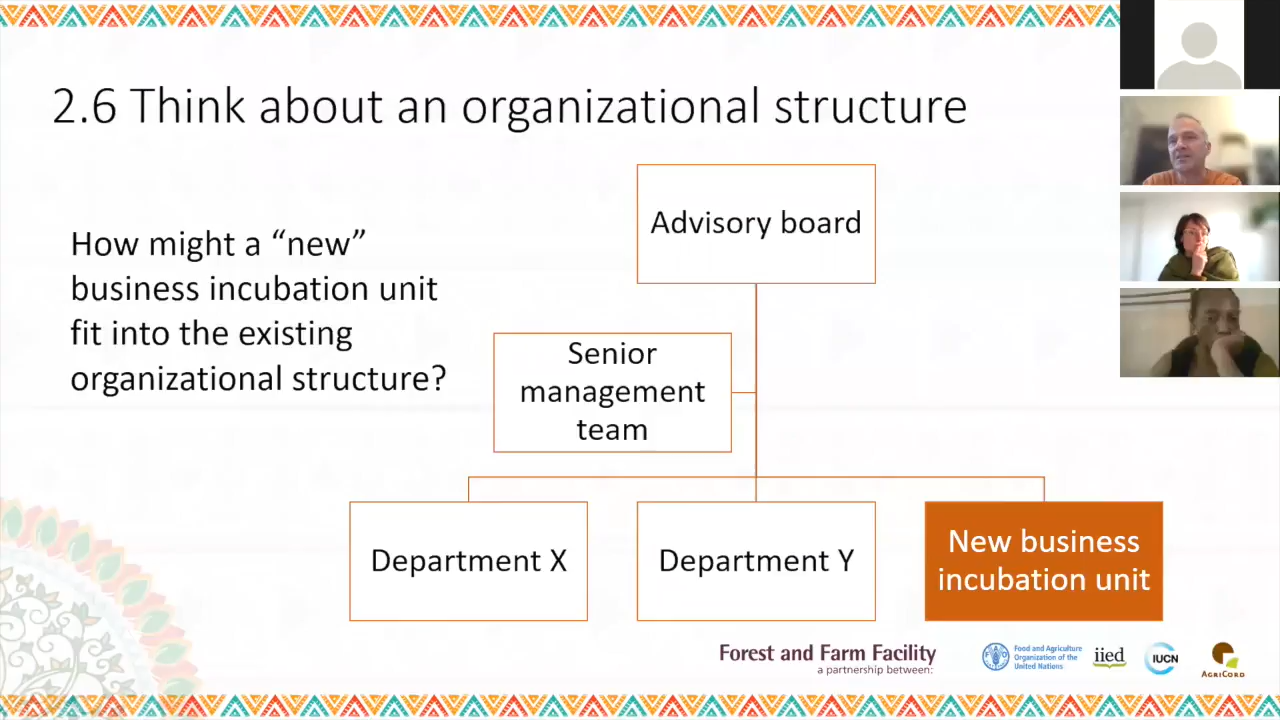 2.6 Think about an organizational structure
How might a “new”
business incubation unit
fit into the existing
organizational structure?
Advisory board
Senior
management
team
Department X
Department Y
New business
incubation unit
Forest and Farm Facility
a partnership between:
Food and Agriculture
Organization of the
United Nations
iied
IUCN
AGRICORD